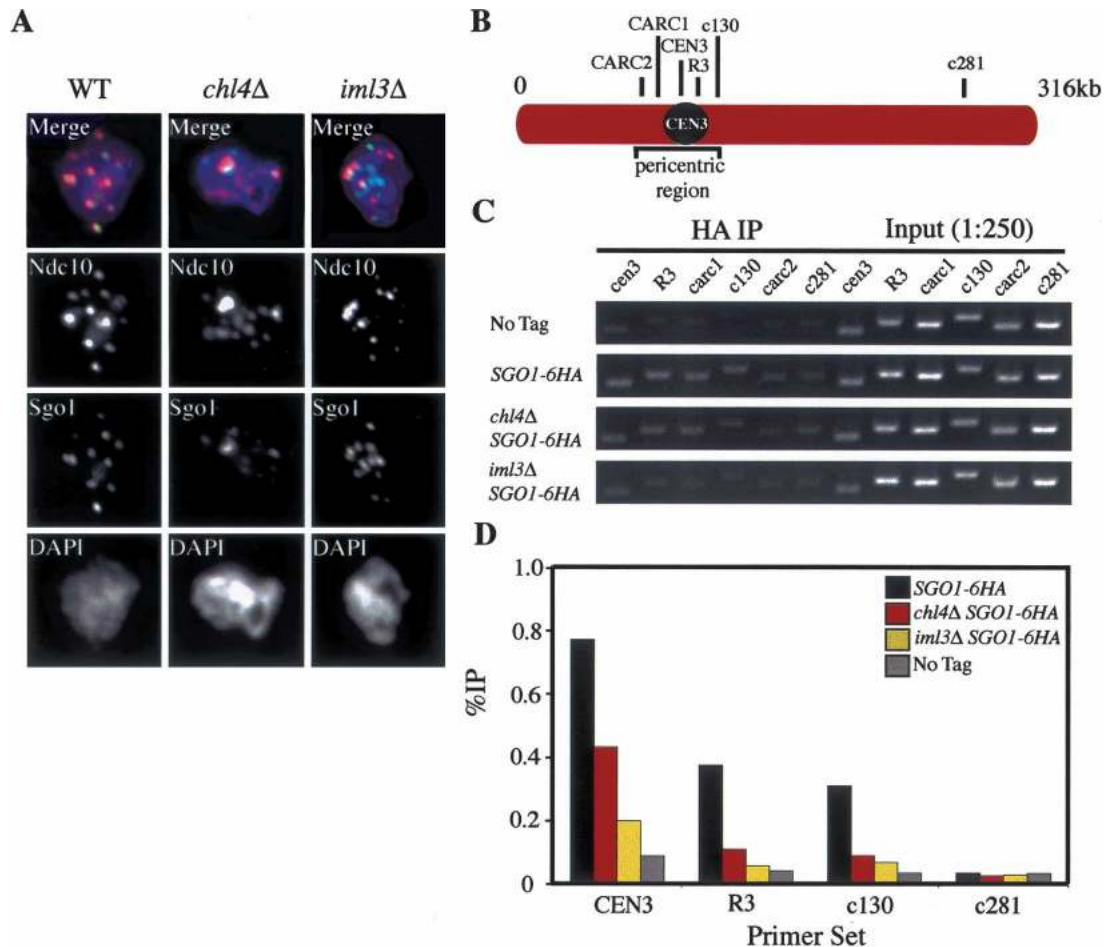 A
WT chl4Δ iml3Δ
Merge Merge Merge
Ndc10 Ndc10 Ndc10
Sgo1 Sgo1 Sgo1
DAPI DAPI DAPI
B
CARC1 c130
CEN3
CARC2 R3 c281
0 316kb
CEN3
pericentric
region
C
HA IP Input (1:250)
cen3 R3 carc1 c130 carc2 c281 cen3 R3 carc1 c130 carc2 c281
No Tag
SGO1-6HA
chl4Δ
SGO1-6HA
iml3Δ
SGO1-6HA
D
1.0
0.8
0.6
0.4
0.2
0
%IP
SGO1-6HA
chl4Δ SGO1-6HA
iml3Δ SGO1-6HA
No Tag
CEN3 R3 c130 c281
Primer Set